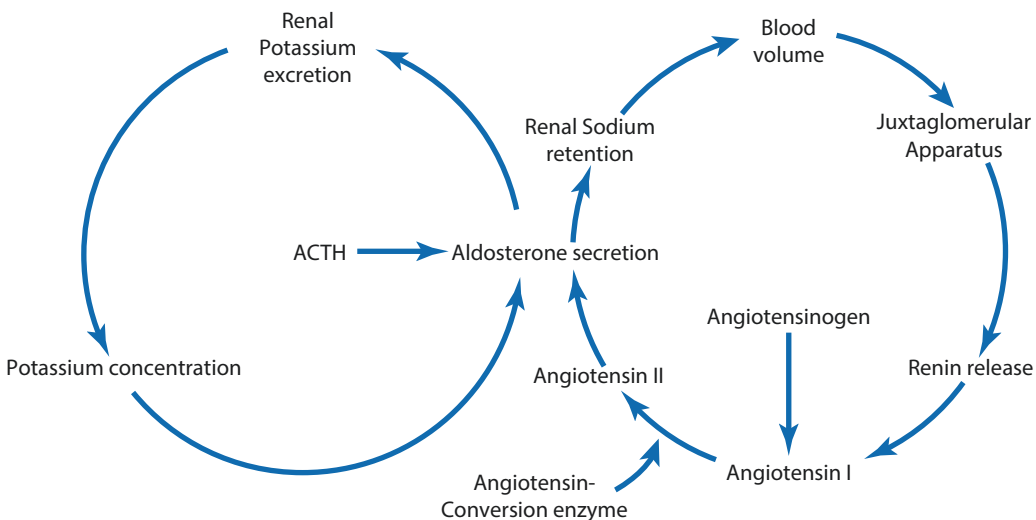 Renal
Potassium
excretion
Blood
volume
Renal Sodium
retention
Juxtaglomerular
Apparatus
ACTH
Aldosterone secretion
Angiotensinogen
Potassium concentration
Angiotensin II
Renin release
Angiotensin I
Angiotensin-
Conversion enzyme